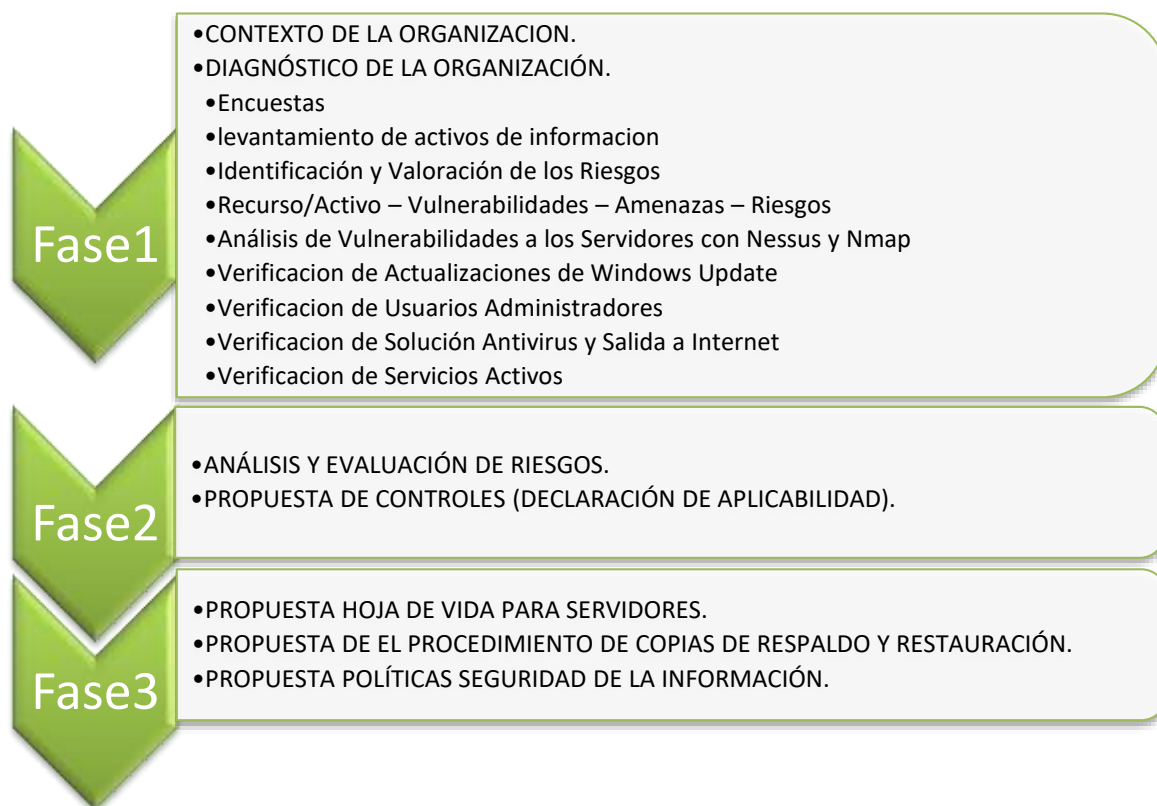 Fase1
•CONTEXTO DE LA ORGANIZACION.
•DIAGNÓSTICO DE LA ORGANIZACIÓN.
•Encuestas
•levantamiento de activos de informacion
•Identificación y Valoración de los Riesgos
•Recurso/Activo – Vulnerabilidades – Amenazas – Riesgos
•Análisis de Vulnerabilidades a los Servidores con Nessus y Nmap
•Verificacion de Actualizaciones de Windows Update
•Verificacion de Usuarios Administradores
•Verificacion de Solución Antivirus y Salida a Internet
•Verificacion de Servicios Activos
Fase2
•ANÁLISIS Y EVALUACIÓN DE RIESGOS.
•PROPUESTA DE CONTROLES (DECLARACIÓN DE APLICABILIDAD).
Fase3
•PROPUESTA HOJA DE VIDA PARA SERVIDORES.
•PROPUESTA DE EL PROCEDIMIENTO DE COPIAS DE RESPALDO Y RESTAURACIÓN.
•PROPUESTA POLÍTICAS SEGURIDAD DE LA INFORMACIÓN.